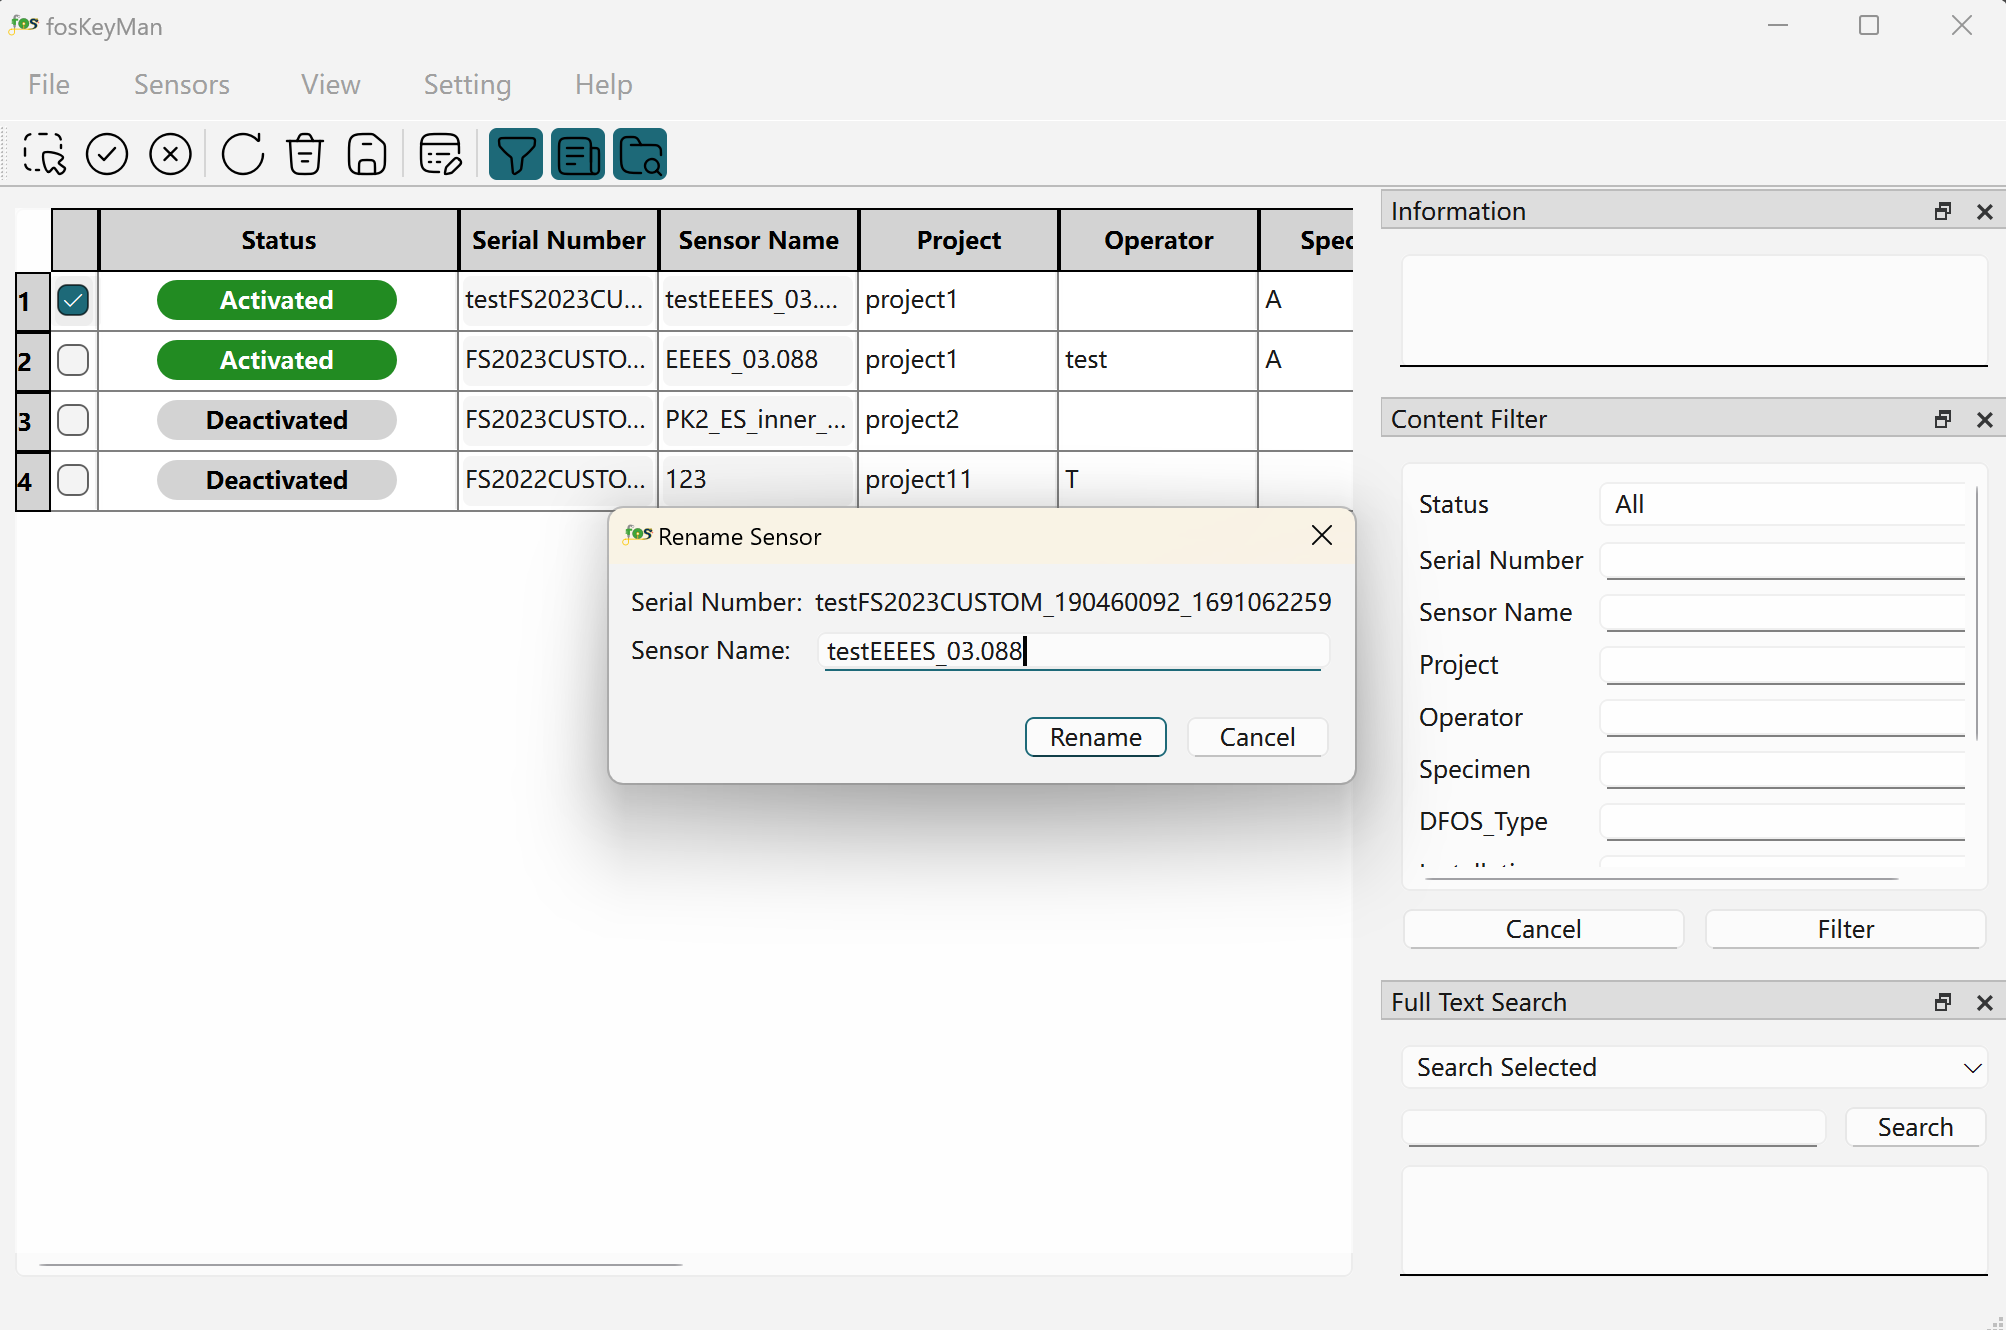 fos fosKeyMan
File Sensors View Setting Help
Status Serial Number Sensor Name Project Operator Spec
1 Activated testFS2023CU... testEEEES_03.... project1 A
2 Activated FS2023CUSTO... EEEES_03.088 project1 test A
3 Deactivated FS2023CUSTO... PK2_ES_inner_... project2
4 Deactivated FS2022CUSTO... 123 project11 T
fos Rename Sensor
Serial Number: testFS2023CUSTOM_190460092_1691062259
Sensor Name: testEEEES_03.088
Rename Cancel
Information
Content Filter
Status All
Serial Number
Sensor Name
Project
Operator
Specimen
DFOS_Type
Cancel Filter
Full Text Search
Search Selected
Search